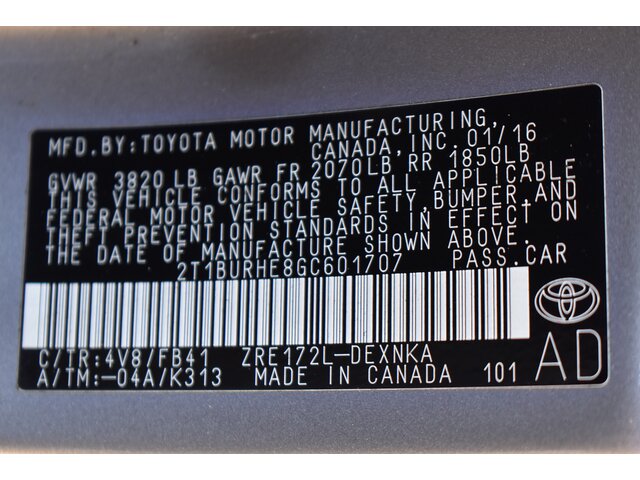 MFD. BY: TOYOTA MOTOR MANUFACTURING,
CANADA, INC. 01/16
GVWR 3820 LB GAWR FR 2070LB RR 1850LB
THIS VEHICLE CONFORMS TO ALL APPLICABLE
FEDERAL MOTOR VEHICLE SAFETY, BUMPER, AND
THEFT PREVENTION STANDARDS IN EFFECT ON
THE DATE OF MANUFACTURE SHOWN ABOVE.
2T1BURHE8GC601707 PASS.CAR
C/TR: 4V8/FB41 ZRE172L-DEXNKA
A/TM: -04A/K313 MADE IN CANADA 101
AD